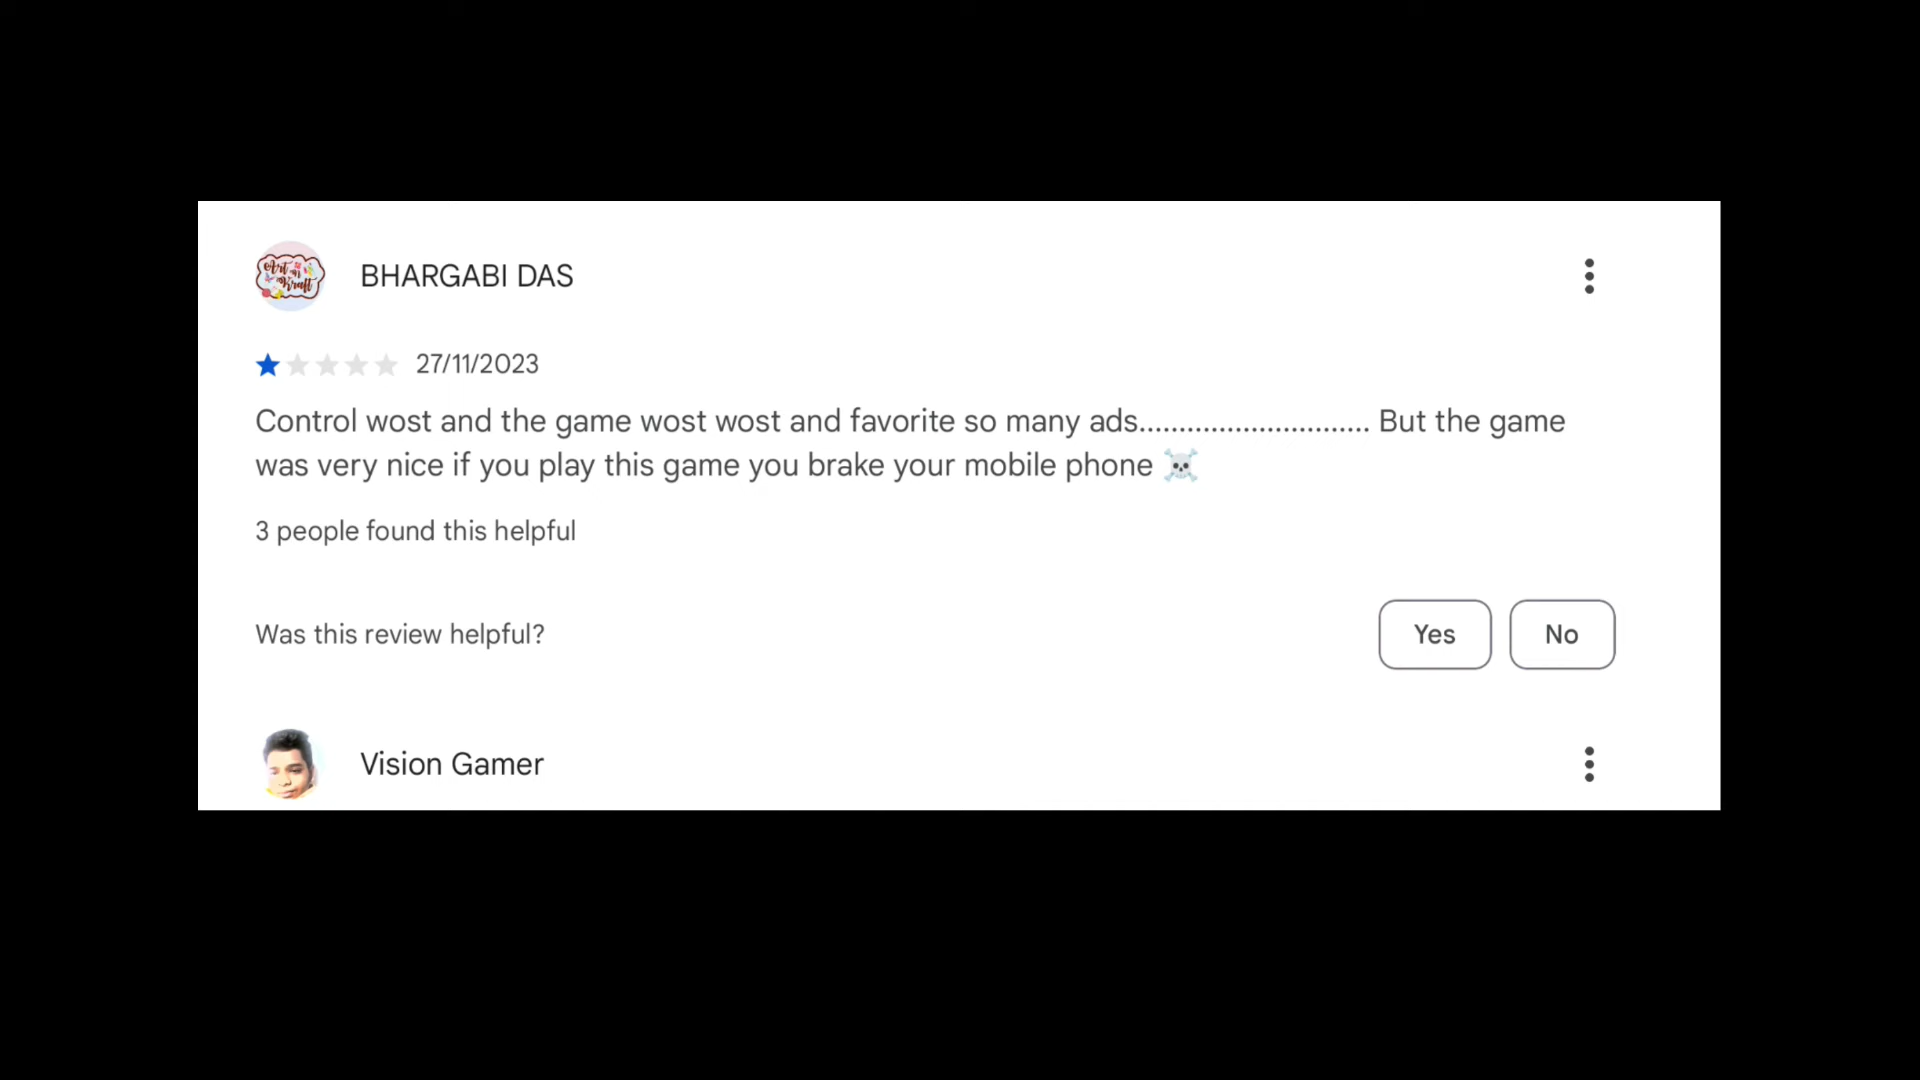 Art n Kraft
BHARGABI DAS
27/11/2023
Control wost and the game wost wost and favorite so many ads............................. But the game
was very nice if you play this game you brake your mobile phone ☠️
3 people found this helpful
Was this review helpful?
Yes
No
Vision Gamer